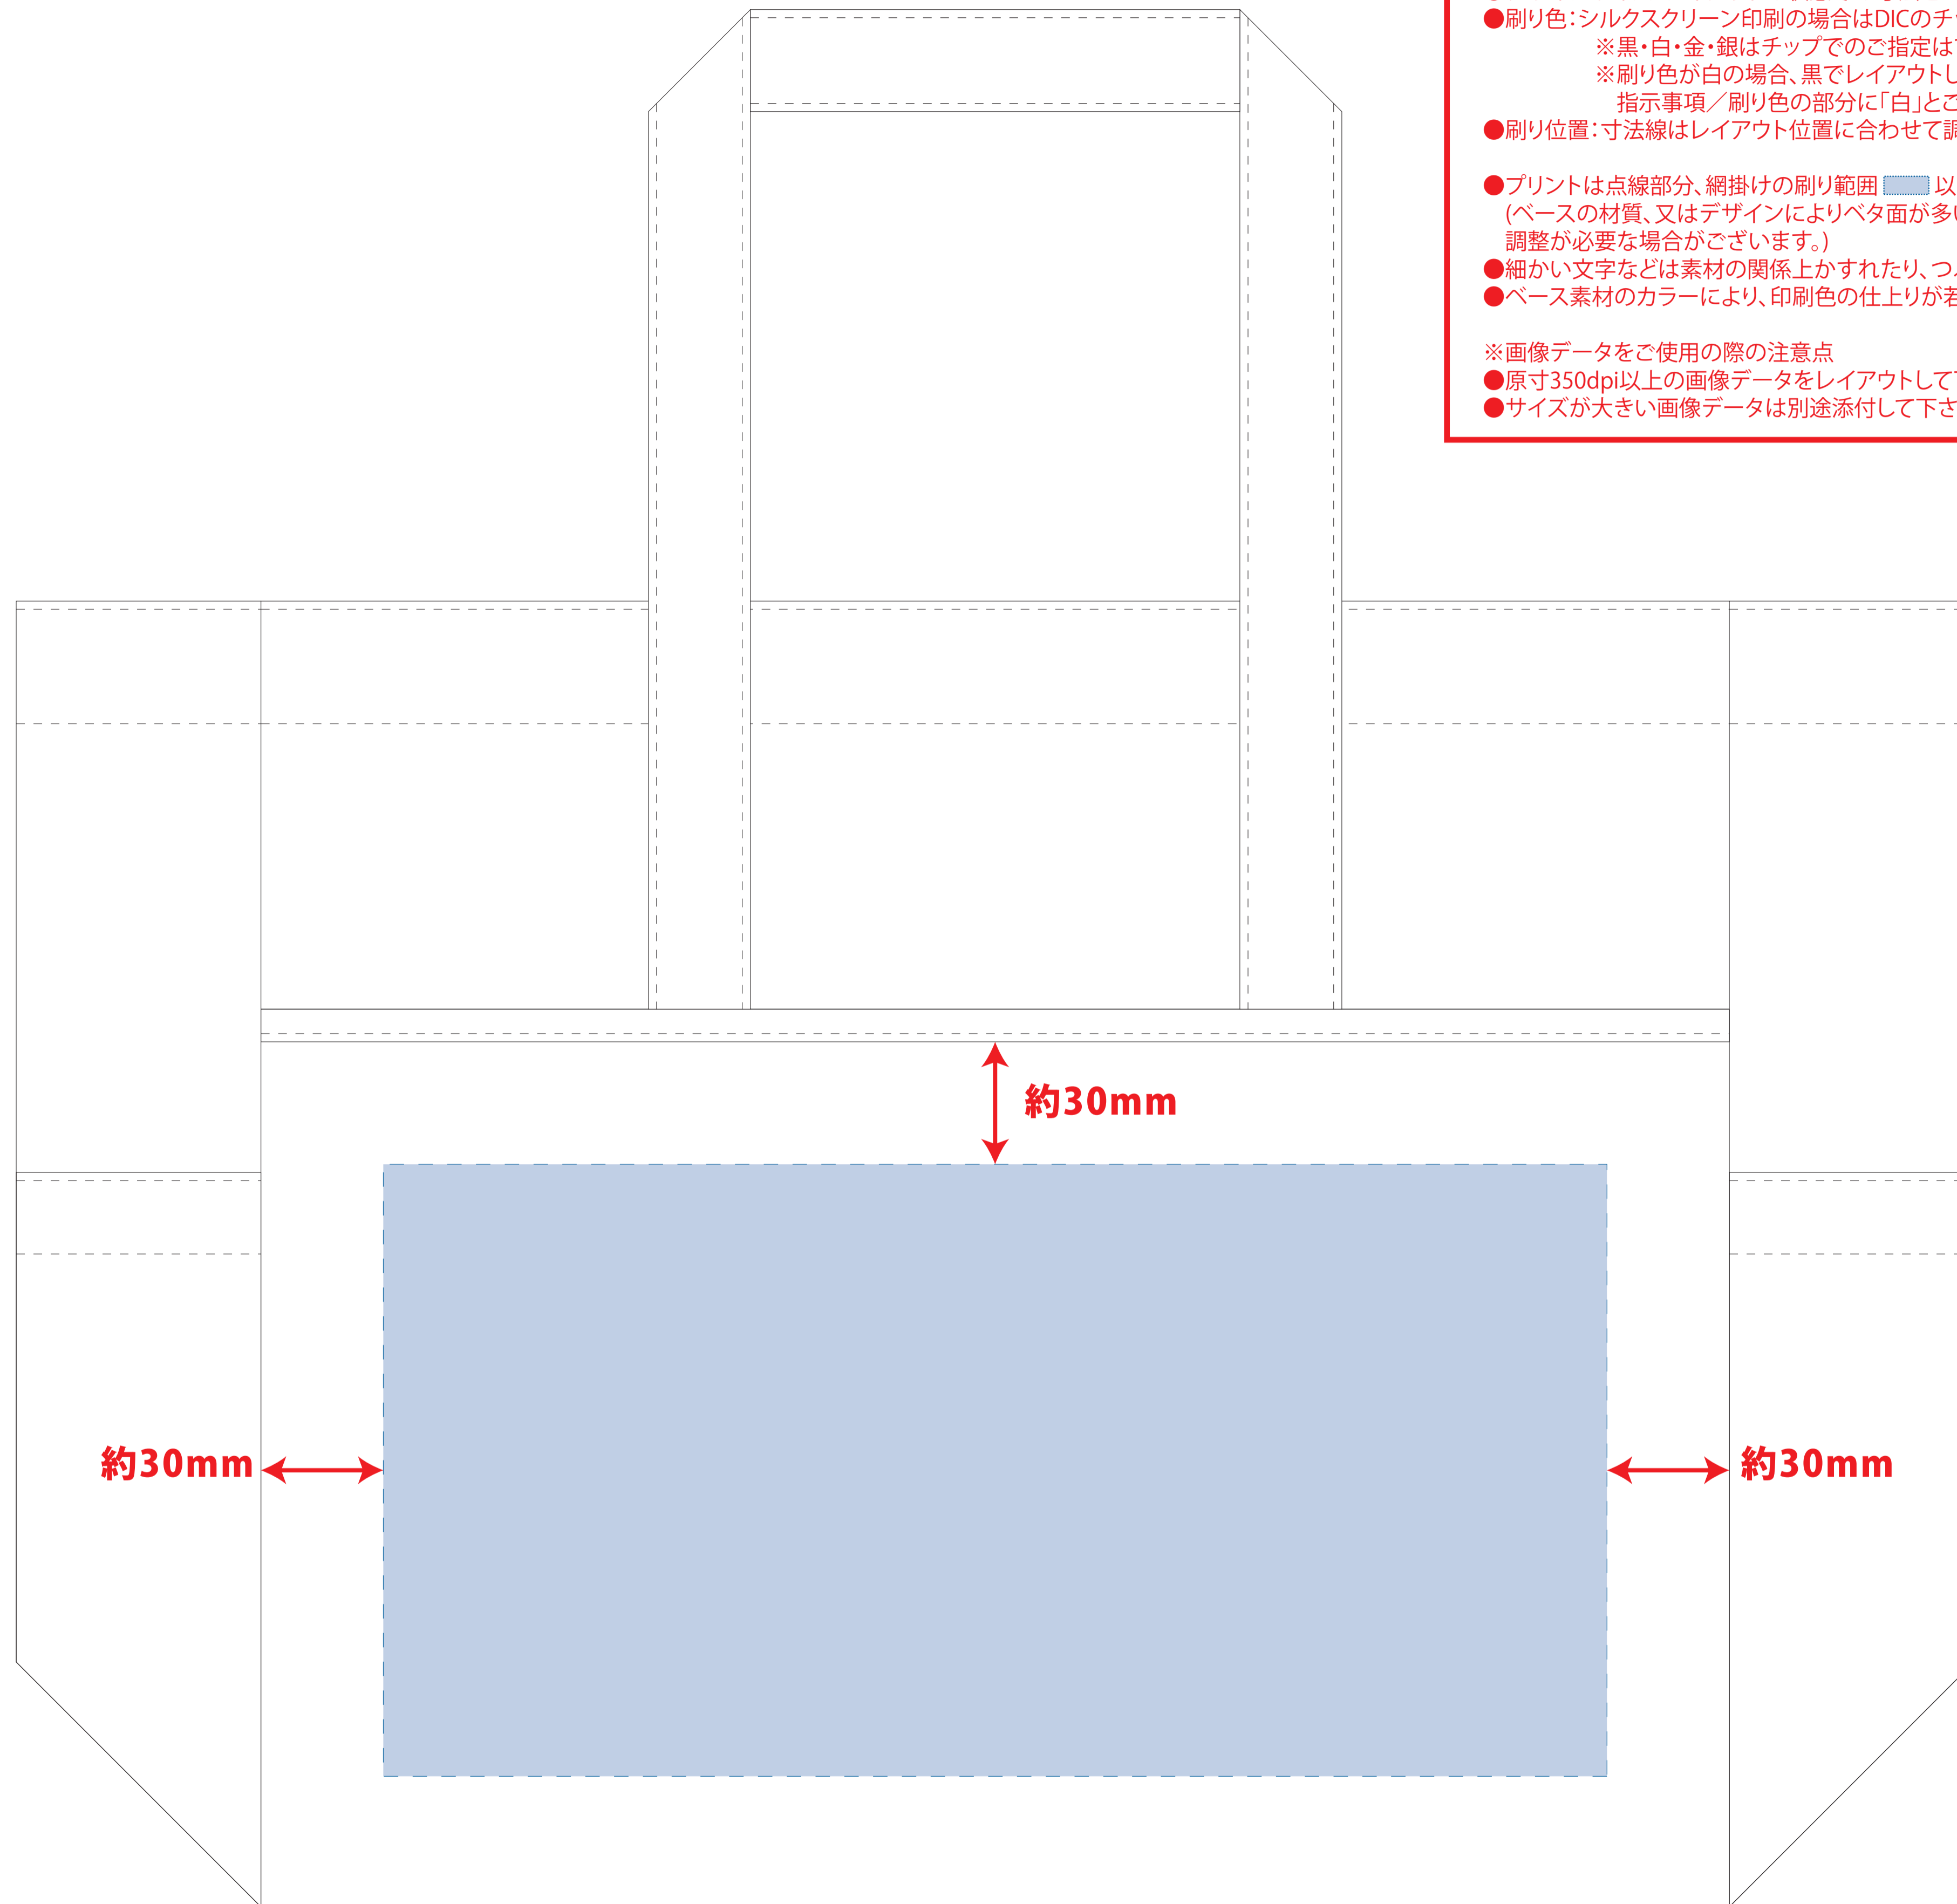 ●刷り色：シルクスクリーン印刷の場合はDICのチ
※黒・白・金・銀はチップでのご指定は
※刷り色が白の場合、黒でレイアウトし
指示事項／刷り色の部分に「白」とご
●刷り位置：寸法線はレイアウト位置に合わせて調
●プリントは点線部分、網掛けの刷り範囲 以
(ベースの材質、又はデザインによりベタ面が多い
調整が必要な場合がございます。)
●細かい文字などは素材の関係上かすれたり、つ
●ベース素材のカラーにより、印刷色の仕上りが若
※画像データをご使用の際の注意点
●原寸350dpi以上の画像データをレイアウトして下
●サイズが大きい画像データは別途添付して下さ
約30mm
約30mm
約30mm